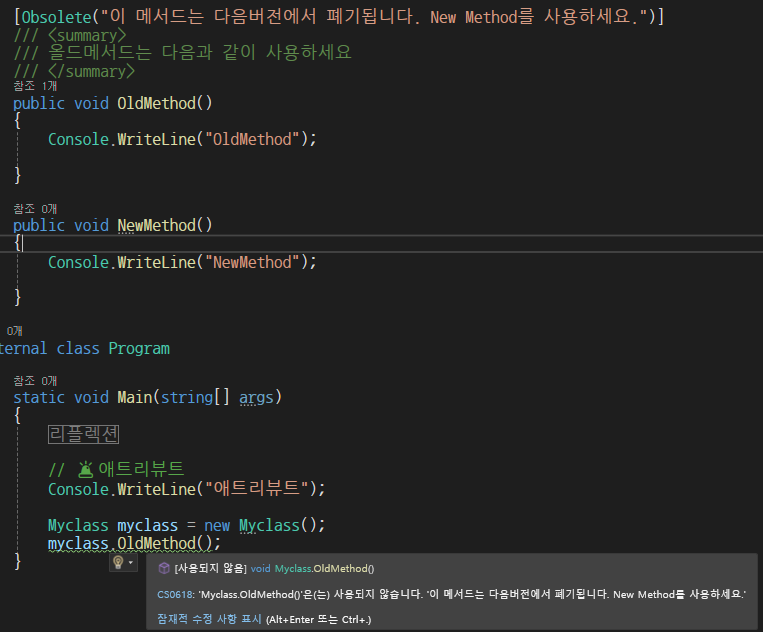 [Obsolete("이 메서드는 다음버전에서 폐기됩니다. New Method를 사용하세요.")]
/// <summary>
/// 올드메서드는 다음과 같이 사용하세요
/// </summary>
참조 1개
public void OldMethod()
{
Console.WriteLine("OldMethod");
}
참조 0개
public void NewMethod()
{
Console.WriteLine("NewMethod");
}
0개
ternal class Program
참조 0개
static void Main(string[] args)
{
리플렉션
// 🚨애트리뷰트
Console.WriteLine("애트리뷰트");
Myclass myclass = new Myclass();
myclass.OldMethod();
}
[사용되지 않음] void Myclass.OldMethod()
CS0618: 'Myclass.OldMethod()'은(는) 사용되지 않습니다. '이 메서드는 다음버전에서 폐기됩니다. New Method를 사용하세요.'
잠재적 수정 사항 표시 (Alt+Enter 또는 Ctrl+.)